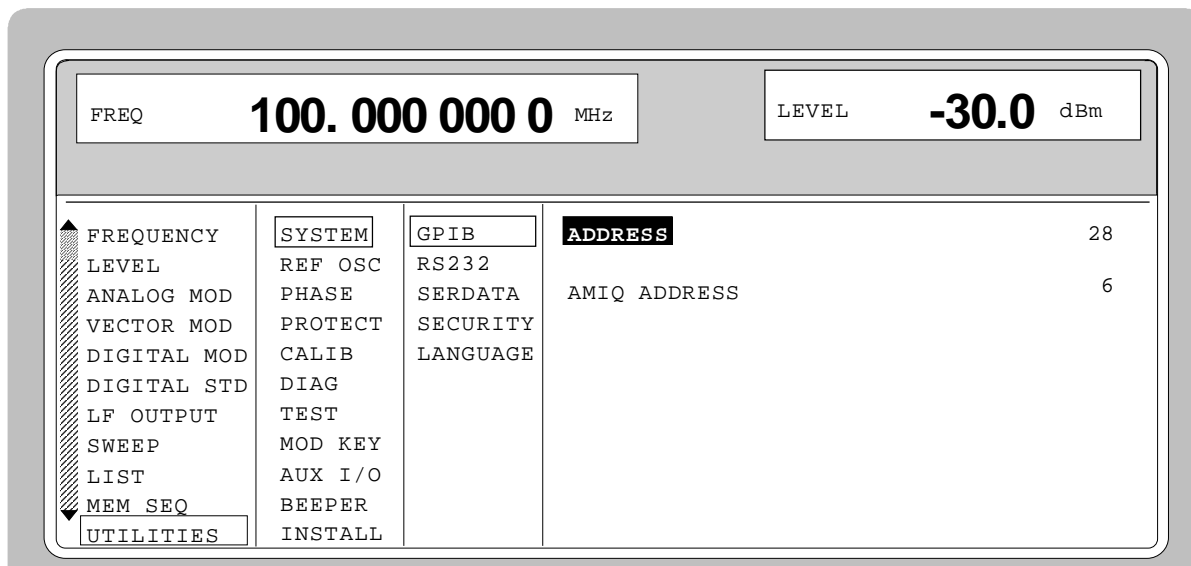 FREQ 100. 000 000 0 MHz LEVEL -30.0 dBm
FREQUENCY SYSTEM GPIB ADDRESS 28
LEVEL REF OSC RS232
ANALOG MOD PHASE SERDATA AMIQ ADDRESS 6
VECTOR MOD PROTECT SECURITY
DIGITAL MOD CALIB LANGUAGE
DIGITAL STD DIAG
LF OUTPUT TEST
SWEEP MOD KEY
LIST AUX I/O
MEM SEQ BEEPER
UTILITIES INSTALL